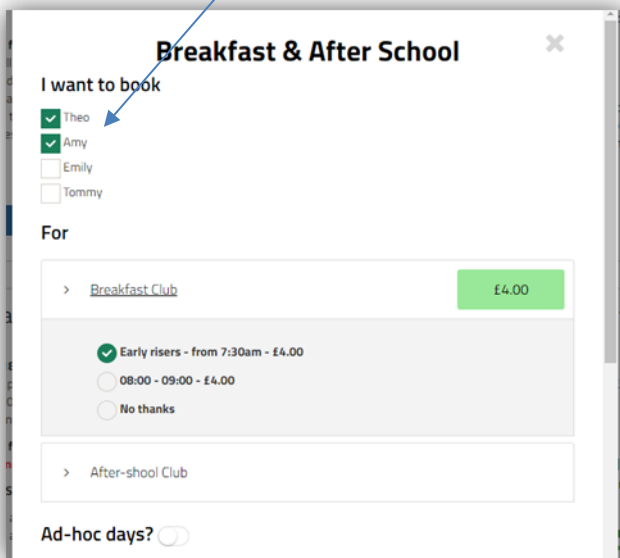 Breakfast & After School
I want to book
Theo
Amy
Emily
Tommy
For
Breakfast Club
£4.00
Early risers - from 7:30am - £4.00
08:00 - 09:00 - £4.00
No thanks
After-shool Club
Ad-hoc days?